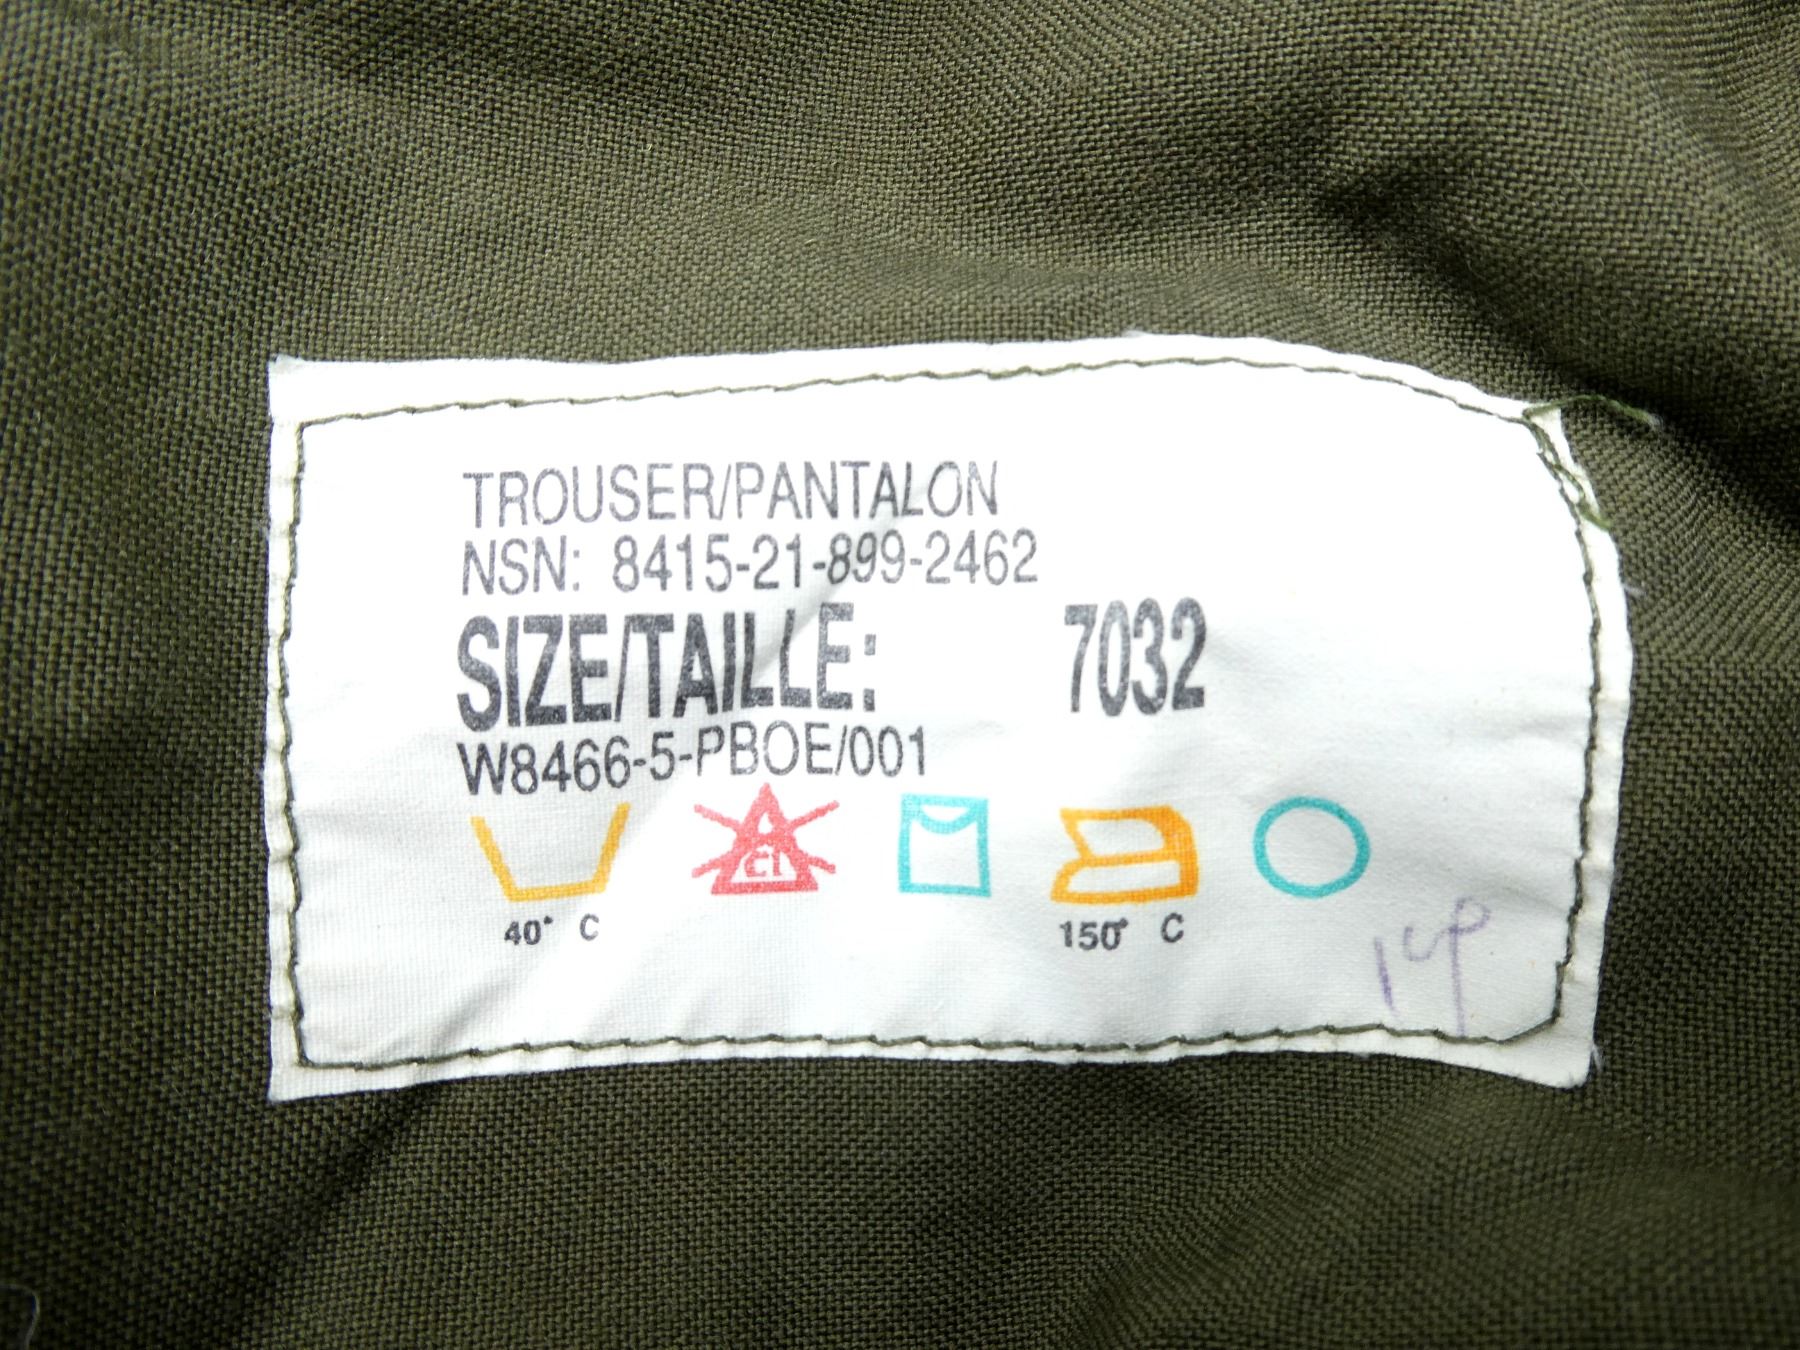 TROUSER/PANTALON
NSN: 8415-21-899-2462
SIZE/TAILLE: 7032
W8466-5-PBOE/001
Cl
40° C 150° C